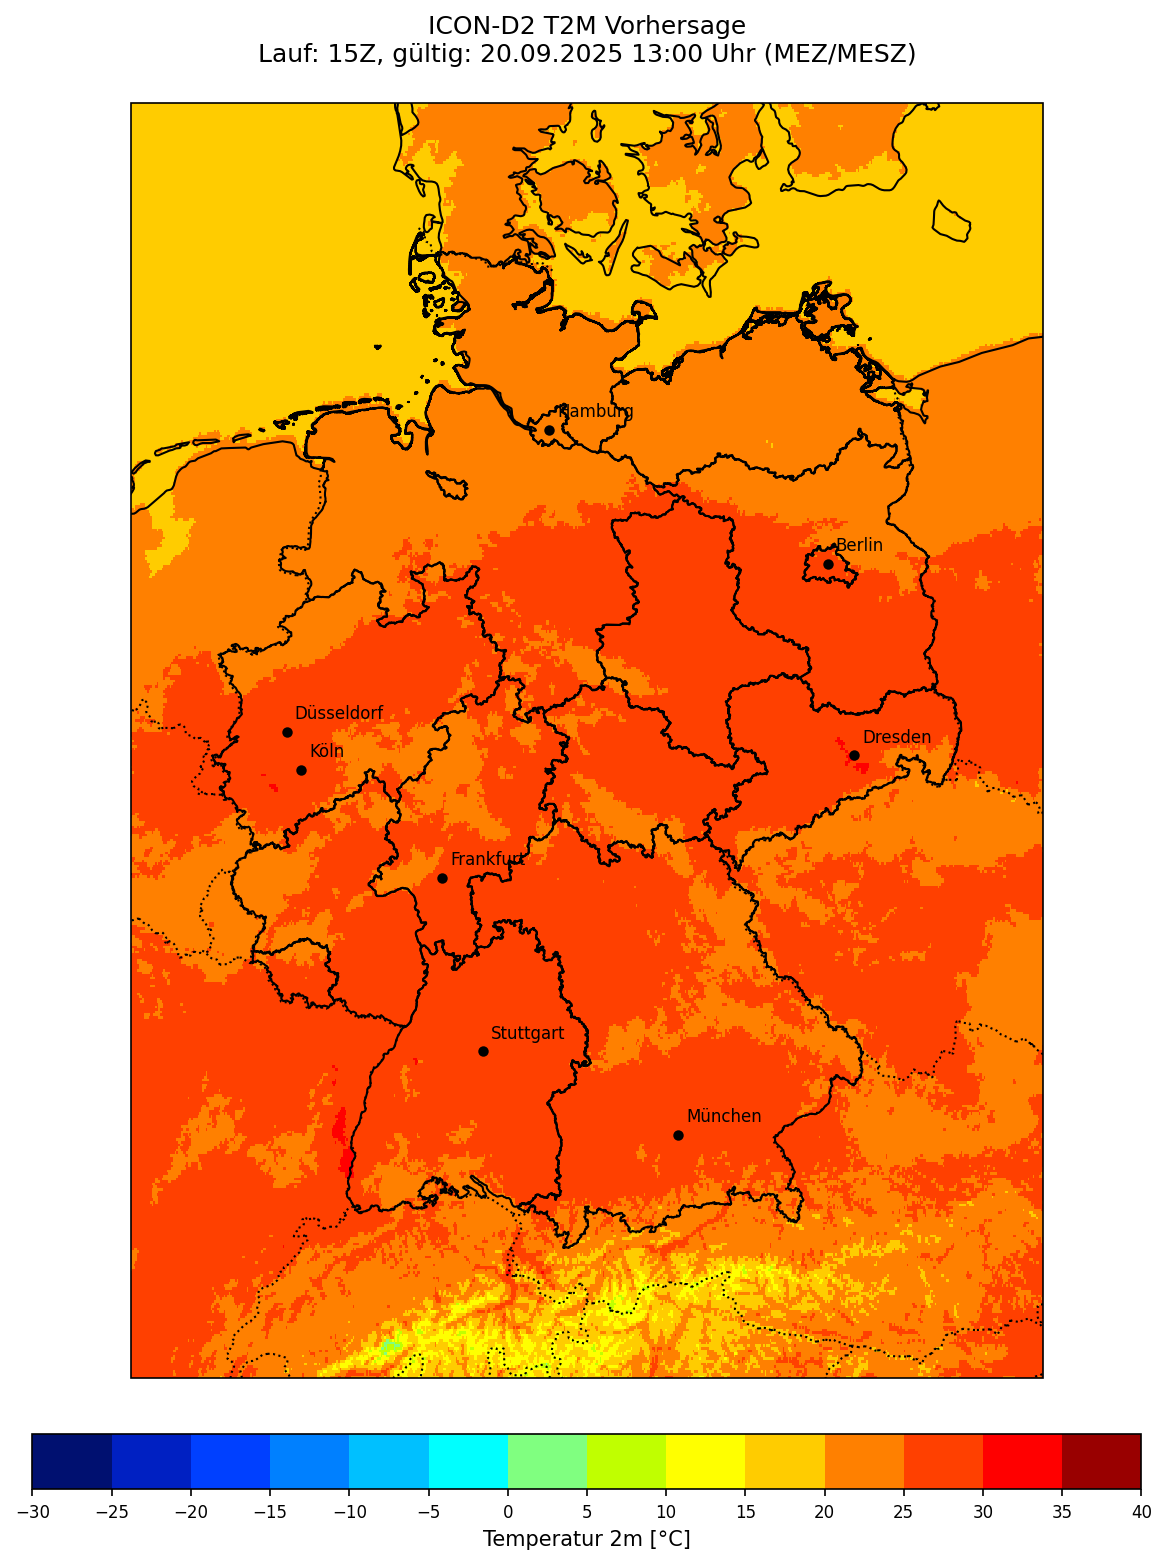 ICON-D2 T2M Vorhersage
Lauf: 15Z, gültig: 20.09.2025 13:00 Uhr (MEZ/MESZ)
Hamburg
Berlin
Düsseldorf
Dresden
Köln
Frankfurt
Stuttgart
München
−30 −25 −20 −15 −10 −5 0 5 10 15 20 25 30 35 40
Temperatur 2m [°C]